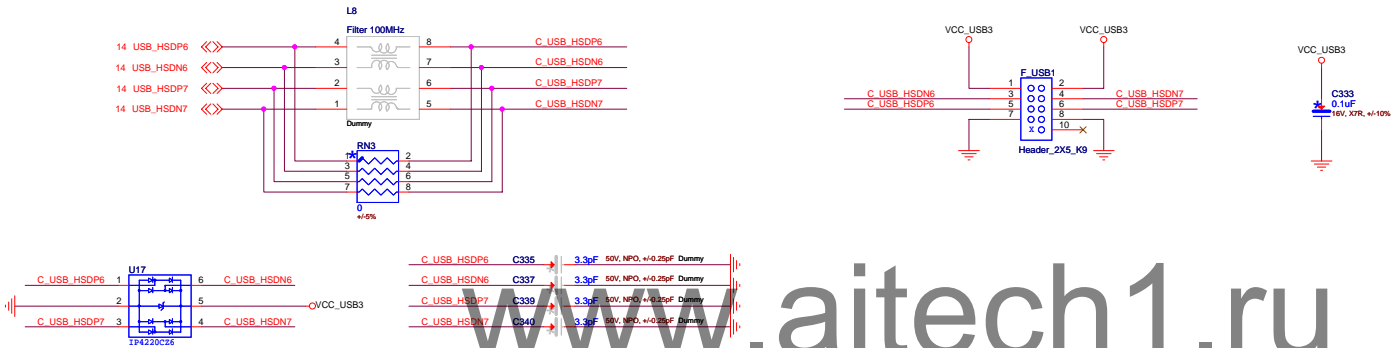 L8
Filter 100MHz
14 USB_HSDP6 4 8 C_USB_HSDP6
14 USB_HSDN6 3 7 C_USB_HSDN6
14 USB_HSDP7 2 6 C_USB_HSDP7
14 USB_HSDN7 1 5 C_USB_HSDN7
Dummy
RN3
1 2
3 4
5 6
7 8
0
+/-5%
VCC_USB3 VCC_USB3
F_USB1
1 2
C_USB_HSDN6 3 4 C_USB_HSDN7
C_USB_HSDP6 5 6 C_USB_HSDP7
7 8
X 10
Header_2X5_K9
VCC_USB3
C333
0.1uF
16V, X7R, +/-10%
U17
C_USB_HSDP6 1 6 C_USB_HSDN6
2 5 VCC_USB3
C_USB_HSDP7 3 4 C_USB_HSDN7
IP4220CZ6
C_USB_HSDP6 C335 3.3pF 50V, NPO, +/-0.25pF Dummy
C_USB_HSDN6 C337 3.3pF 50V, NPO, +/-0.25pF Dummy
C_USB_HSDP7 C339 3.3pF 50V, NPO, +/-0.25pF Dummy
C_USB_HSDN7 C340 3.3pF 50V, NPO, +/-0.25pF Dummy
www.aitech1.ru